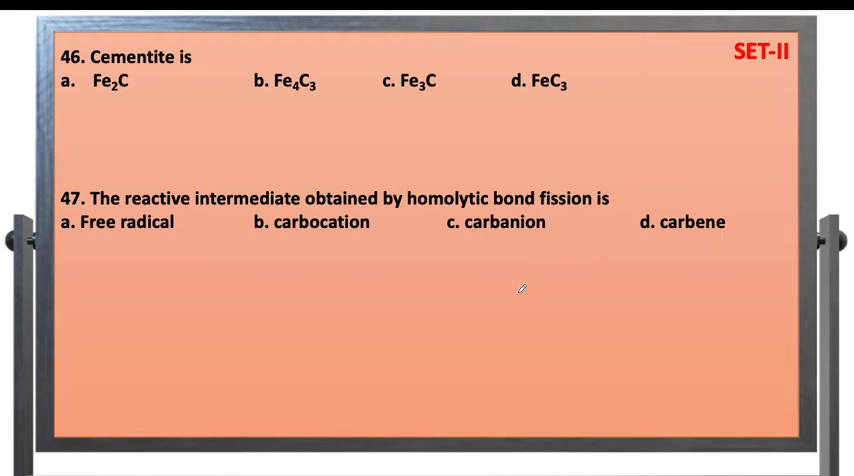 SET-II
46. Cementite is
a. Fe₂C b. Fe₄C₃ c. Fe₃C d. FeC₃
47. The reactive intermediate obtained by homolytic bond fission is
a. Free radical b. carbocation c. carbanion d. carbene